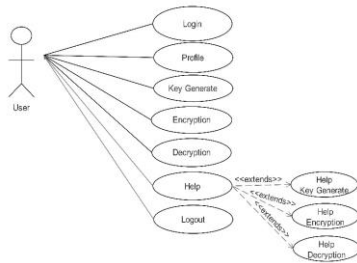 Login
Profile
Key Generate
User
Encryption
Decryption
Help
<<extends>>
Help
Key Generate
<<extends>>
Help
Encryption
<<extends>>
Logout
Help
Decryption